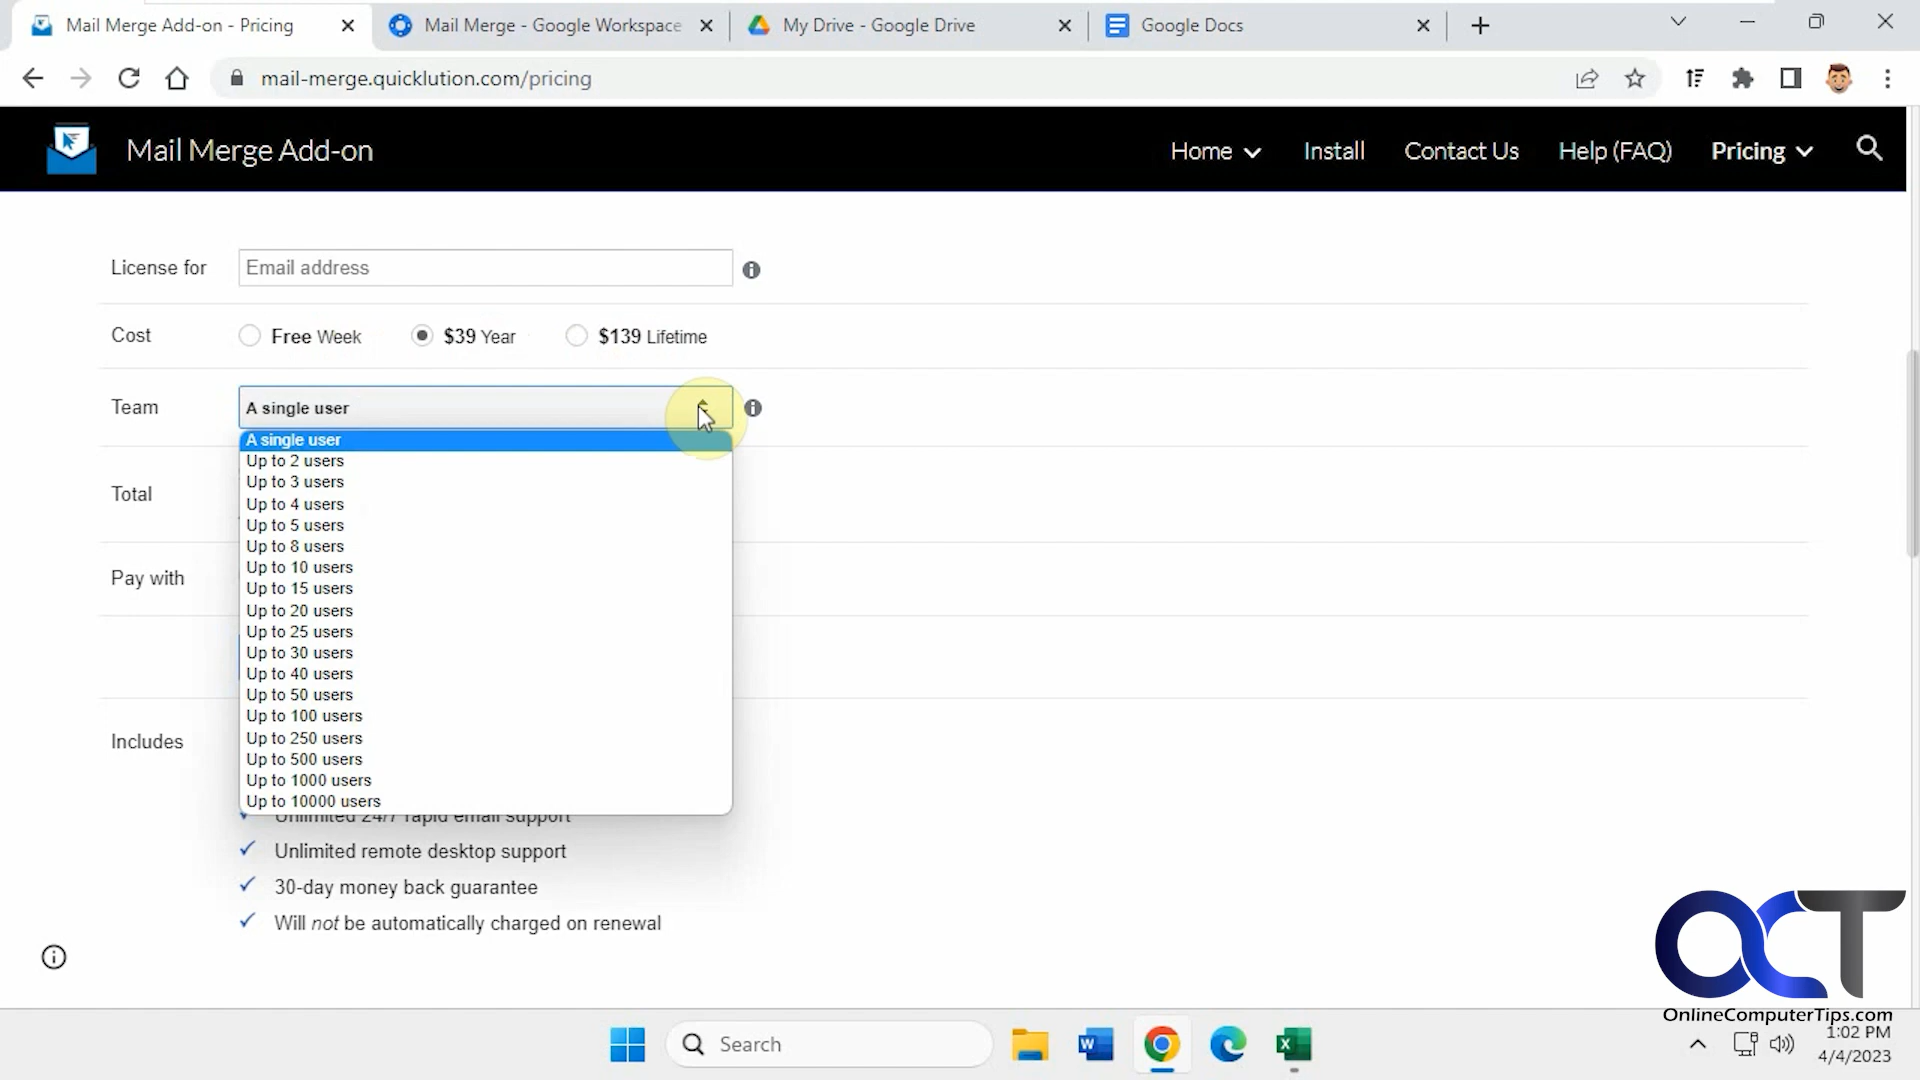 Mail Merge Add-on - Pricing
Mail Merge - Google Workspace
My Drive - Google Drive
Google Docs
mail-merge.quicklution.com/pricing
Mail Merge Add-on
Home
Install
Contact Us
Help (FAQ)
Pricing
License for
Email address
Cost
Free Week
$39 Year
$139 Lifetime
Team
A single user
A single user
Up to 2 users
Up to 3 users
Up to 4 users
Up to 5 users
Up to 8 users
Up to 10 users
Up to 15 users
Up to 20 users
Up to 25 users
Up to 30 users
Up to 40 users
Up to 50 users
Up to 100 users
Up to 250 users
Up to 500 users
Up to 1000 users
Up to 10000 users
Total
Pay with
Includes
Unlimited 24/7 rapid email support
Unlimited remote desktop support
30-day money back guarantee
Will not be automatically charged on renewal
OCT
OnlineComputerTips.com
Search
1:02 PM
4/4/2023